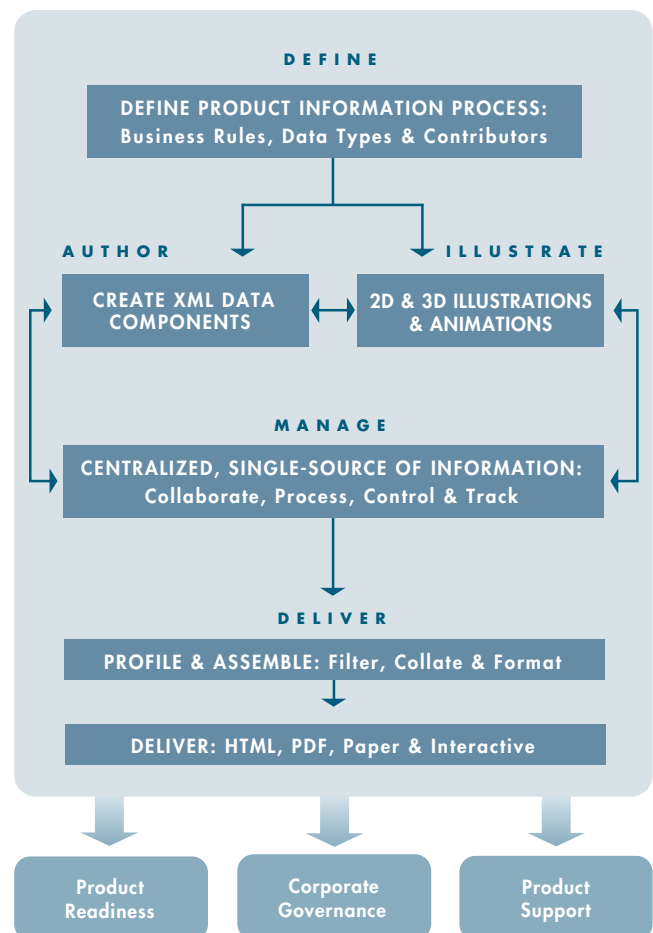 DEFINE
DEFINE PRODUCT INFORMATION PROCESS:
Business Rules, Data Types & Contributors
AUTHOR
ILLUSTRATE
CREATE XML DATA
COMPONENTS
2D & 3D ILLUSTRATIONS
& ANIMATIONS
MANAGE
CENTRALIZED, SINGLE-SOURCE OF INFORMATION:
Collaborate, Process, Control & Track
DELIVER
PROFILE & ASSEMBLE: Filter, Collate & Format
DELIVER: HTML, PDF, Paper & Interactive
Product
Readiness
Corporate
Governance
Product
Support